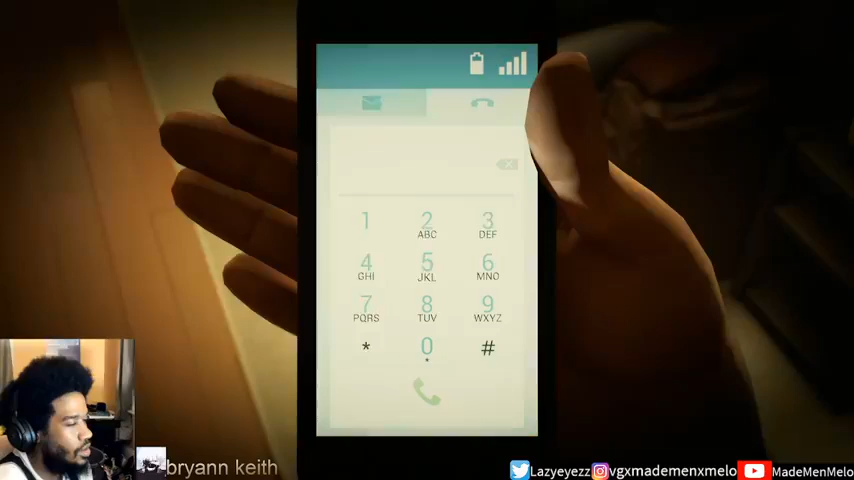 1
2
3
ABC
DEF
4
5
6
GHI
JKL
MNO
7
8
9
PQRS
TUV
WXYZ
*
0
#
bryann keith
Lazyeyezz vgxmademenxmelo MadeMenMelo